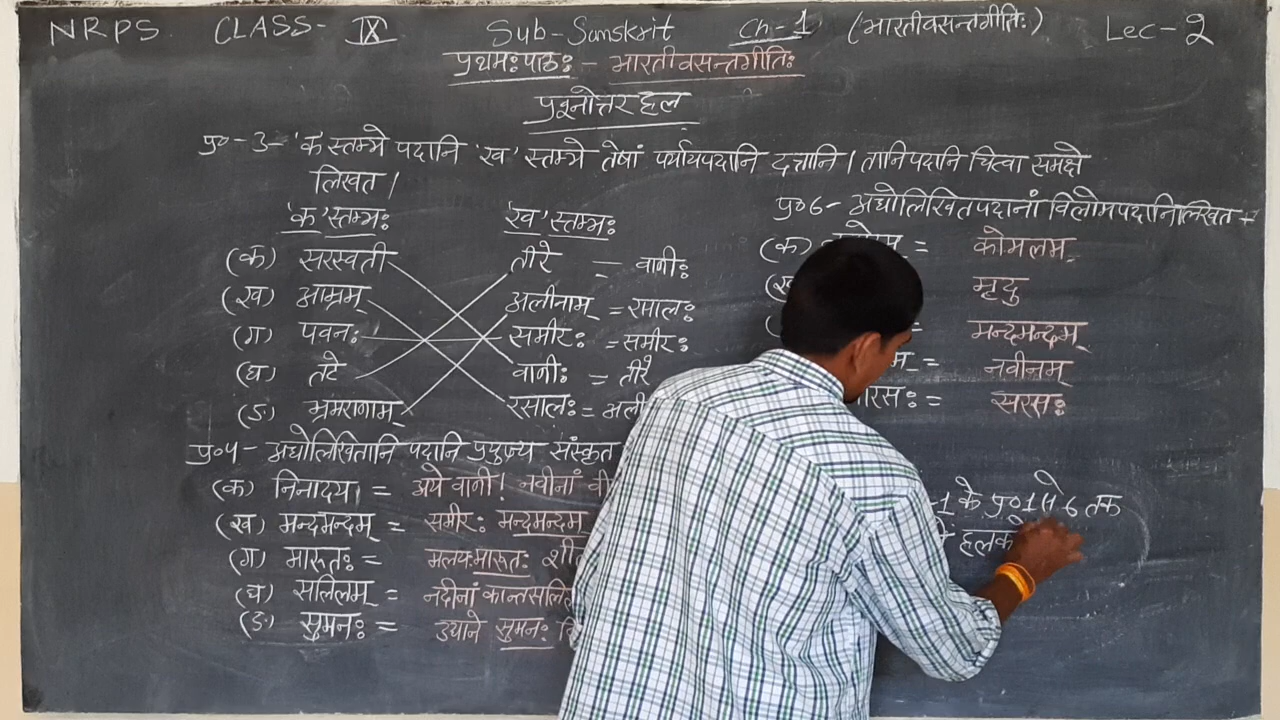 NRPS. CLASS- IX Sub-Sanskrit Ch-1 (भारतीवसन्तगीतिः) Lec-2
प्रथमःपाठः - भारतीवसन्तगीतिः
प्रश्नोत्तर हल
प्र०-3- 'क' स्तम्भे पदानि 'ख' स्तम्भे तेषां पर्यायपदानि दत्तानि। तानिपदानि चित्वा समक्षे
लिखत।
'क' स्तम्भः 'ख' स्तम्भः
(क) सरस्वती तीरे = वाणीः
(ख) आम्रम् अलीनाम् = रसालः
(ग) पवनः समीरः = समीरः
(घ) तटे वाणीः = तीरे
(ङ) भ्रमराणाम् रसालः = अली
प्र०4- अधोलिखितानि पदानि प्रयुज्य संस्कृत
(क) निनादय। = अये वाणी! नवीनां वी
(ख) मन्दमन्दम् = समीरः मन्दमन्दम
(ग) मारूतः = मलयःमारूतः शी
(घ) सलिलम् = नदीनां कान्तसलिल
(ङ) सुमनः = उद्याने सुमनः वि
प्र०6- अधोलिखितपदानां विलोमपदानिलिखत -
(क) = कोमलम्
(ख मृदु
= मन्दमन्दम्
म् = नवीनम्
रसः = सरसः
-1 के प्र०1 से 6 तक
हलक